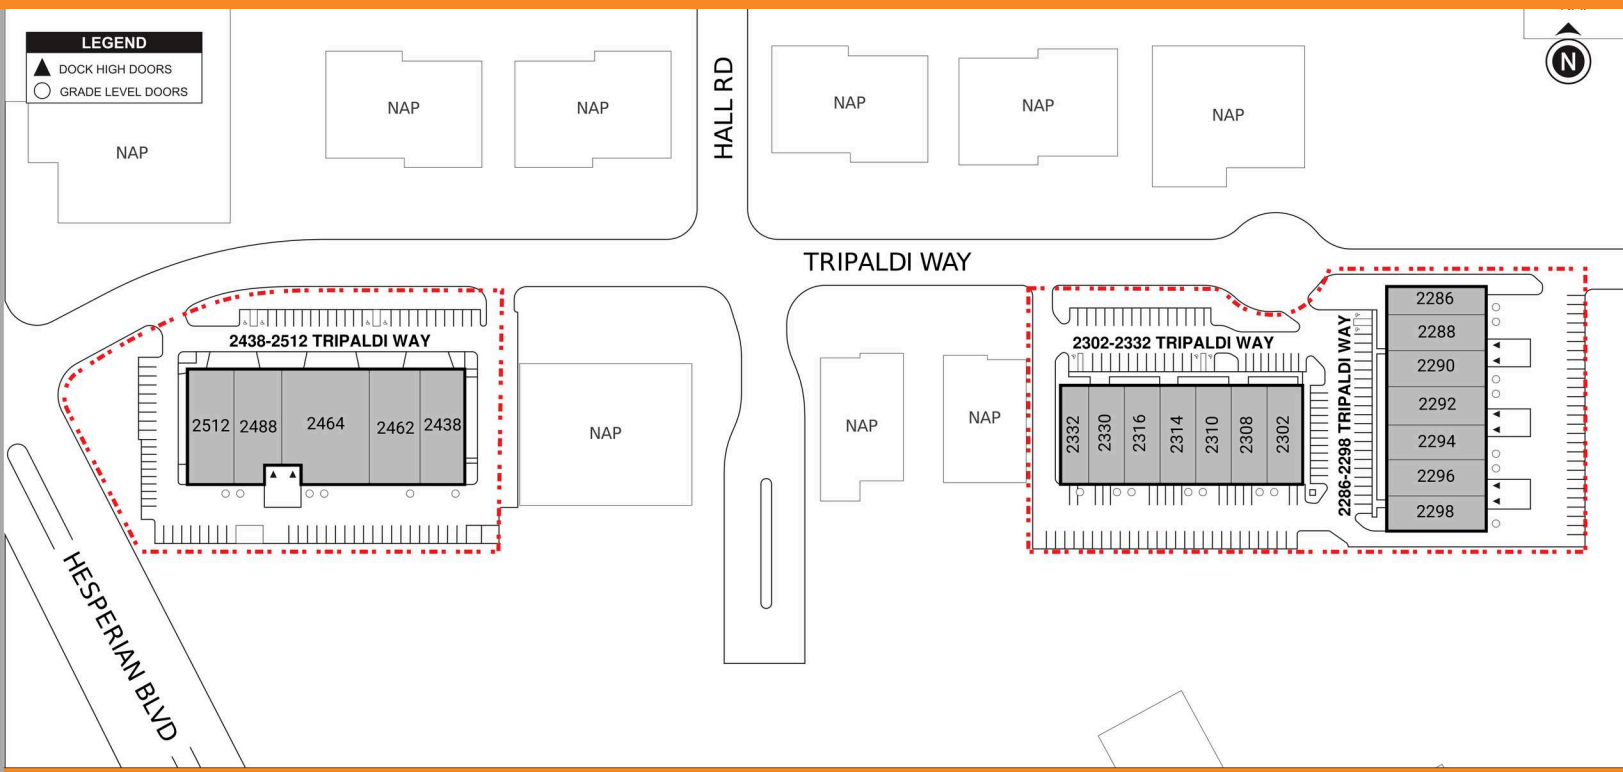 LEGEND
DOCK HIGH DOORS
GRADE LEVEL DOORS
N
NAP
NAP
NAP
NAP
NAP
NAP
HALL RD
TRIPALDI WAY
2438-2512 TRIPALDI WAY
2512
2488
2464
2462
2438
NAP
NAP
NAP
2302-2332 TRIPALDI WAY
2332
2330
2316
2314
2310
2308
2302
2286-2298 TRIPALDI WAY
2286
2288
2290
2292
2294
2296
2298
HESPERIAN BLVD